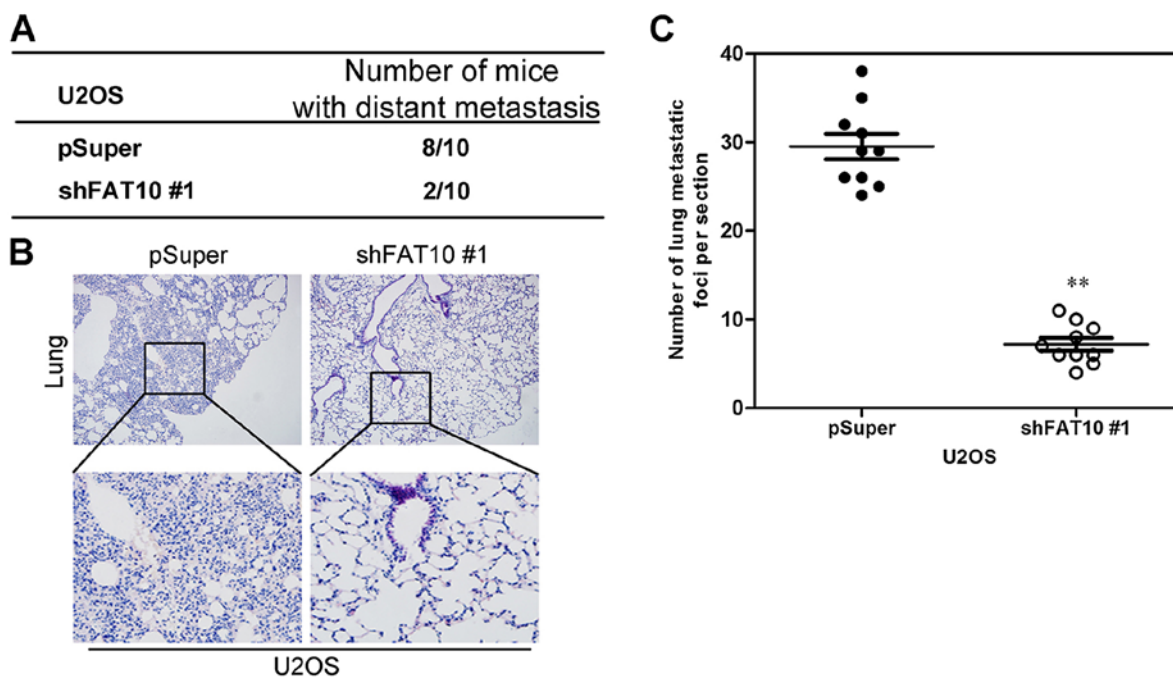 A
U2OS
Number of mice
with distant metastasis
pSuper 8/10
shFAT10 #1 2/10
B
pSuper shFAT10 #1
Lung
U2OS
C
Number of lung metastatic
foci per section
40
30
20
10
0
**
pSuper shFAT10 #1
U2OS